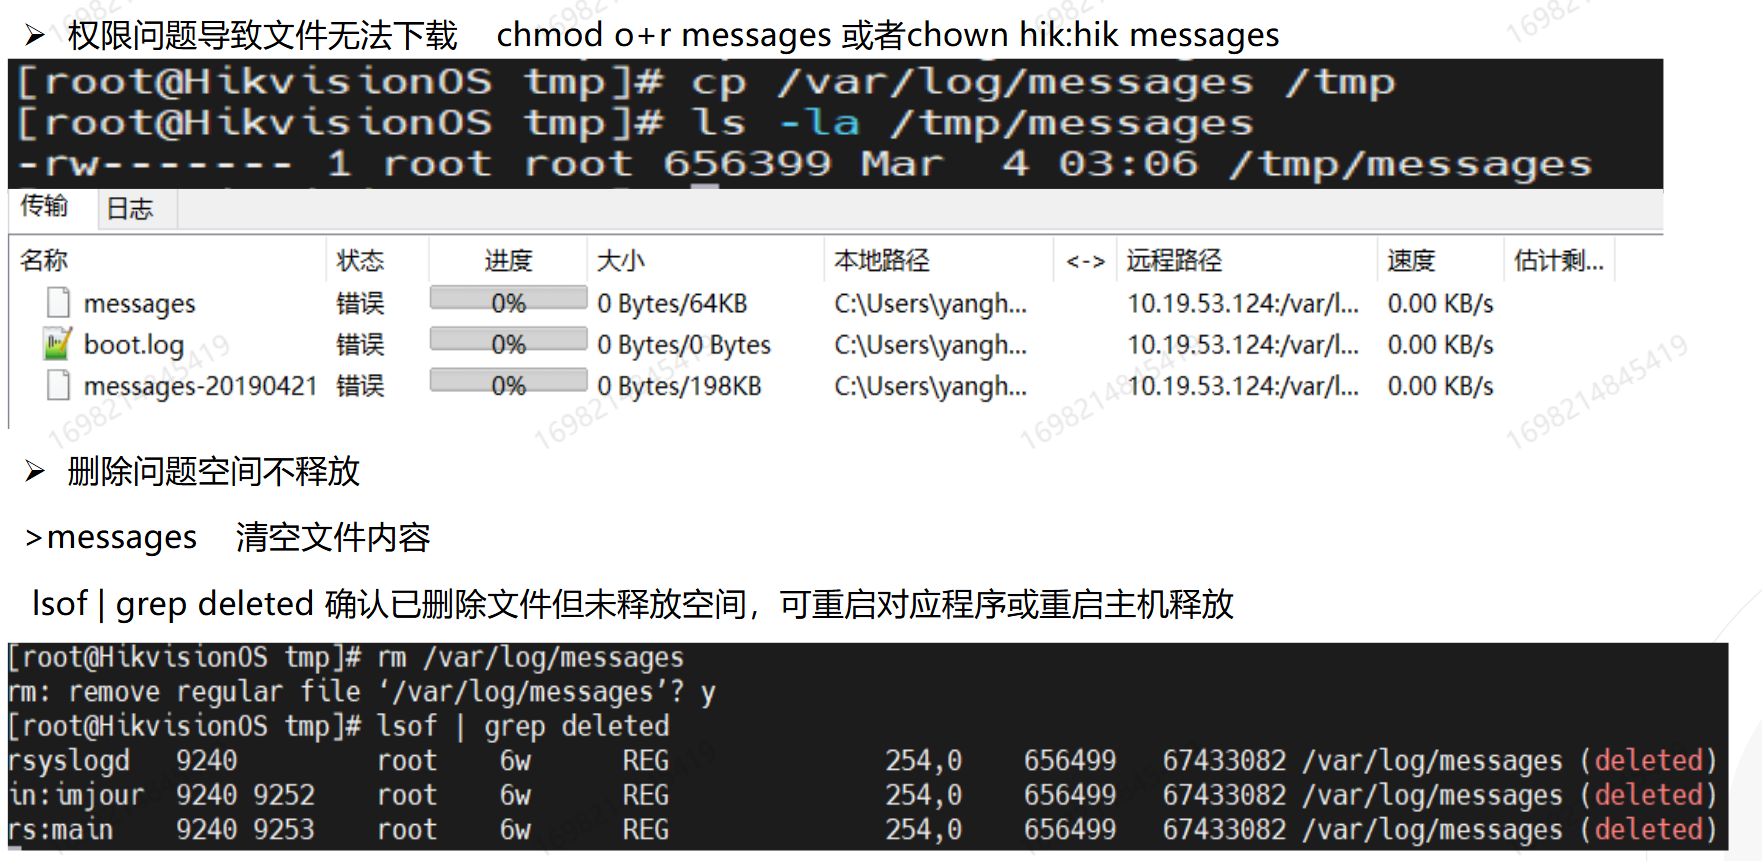 ➢ 权限问题导致文件无法下载 chmod o+r messages 或者chown hik:hik messages
[root@HikvisionOS tmp]# cp /var/log/messages /tmp
[root@HikvisionOS tmp]# ls -la /tmp/messages
-rw------- 1 root root 656399 Mar 4 03:06 /tmp/messages
传输 日志
名称 状态 进度 大小 本地路径 <-> 远程路径 速度 估计剩...
messages 错误 0% 0 Bytes/64KB C:\Users\yangh... 10.19.53.124:/var/l... 0.00 KB/s
boot.log 错误 0% 0 Bytes/0 Bytes C:\Users\yangh... 10.19.53.124:/var/l... 0.00 KB/s
messages-20190421 错误 0% 0 Bytes/198KB C:\Users\yangh... 10.19.53.124:/var/l... 0.00 KB/s
1698214845419 1698214845419 1698214845419 1698214845419
➢ 删除问题空间不释放
>messages 清空文件内容
lsof | grep deleted 确认已删除文件但未释放空间，可重启对应程序或重启主机释放
[root@HikvisionOS tmp]# rm /var/log/messages
rm: remove regular file ‘/var/log/messages’? y
[root@HikvisionOS tmp]# lsof | grep deleted
rsyslogd 9240 root 6w REG 254,0 656499 67433082 /var/log/messages (deleted)
in:imjour 9240 9252 root 6w REG 254,0 656499 67433082 /var/log/messages (deleted)
rs:main 9240 9253 root 6w REG 254,0 656499 67433082 /var/log/messages (deleted)